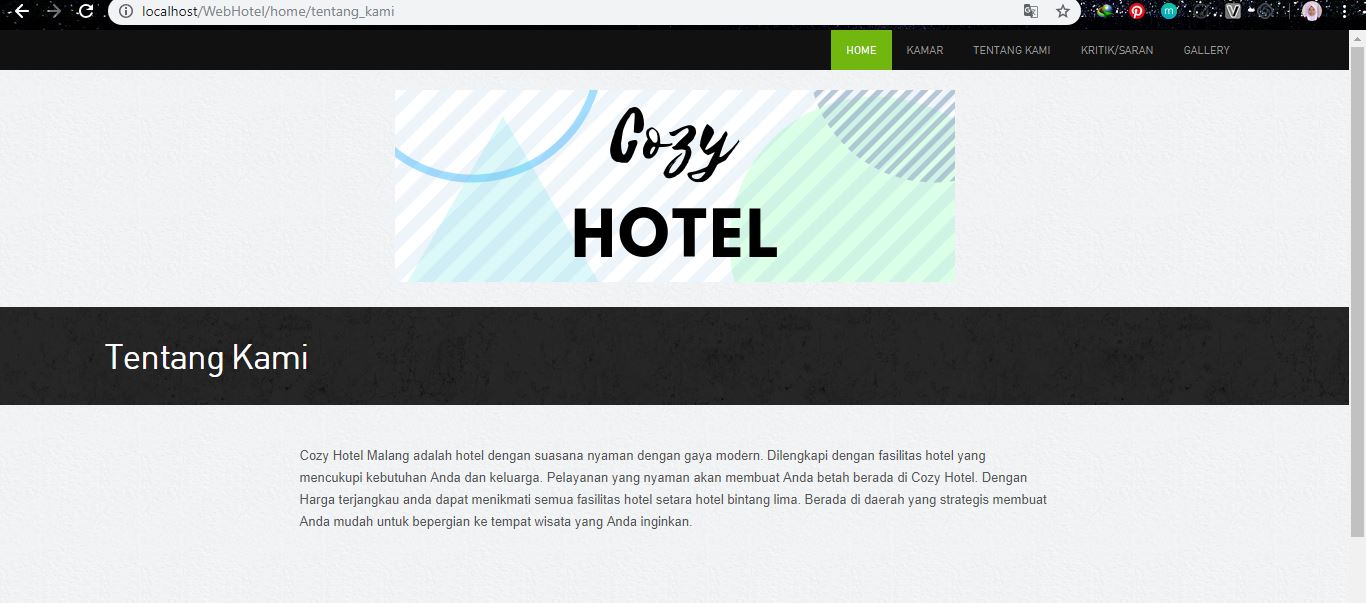 localhost/WebHotel/home/tentang_kami
HOME KAMAR TENTANG KAMI KRITIK/SARAN GALLERY
Cozy
HOTEL
Tentang Kami
Cozy Hotel Malang adalah hotel dengan suasana nyaman dengan gaya modern. Dilengkapi dengan fasilitas hotel yang
mencukupi kebutuhan Anda dan keluarga. Pelayanan yang nyaman akan membuat Anda betah berada di Cozy Hotel. Dengan
Harga terjangkau anda dapat menikmati semua fasilitas hotel setara hotel bintang lima. Berada di daerah yang strategis membuat
Anda mudah untuk bepergian ke tempat wisata yang Anda inginkan.